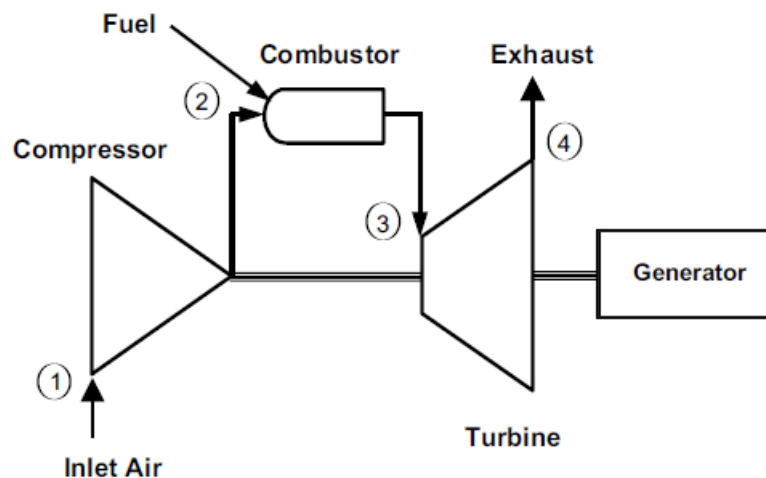 Fuel
Combustor
Exhaust
2
4
Compressor
3
Generator
1
Turbine
Inlet Air